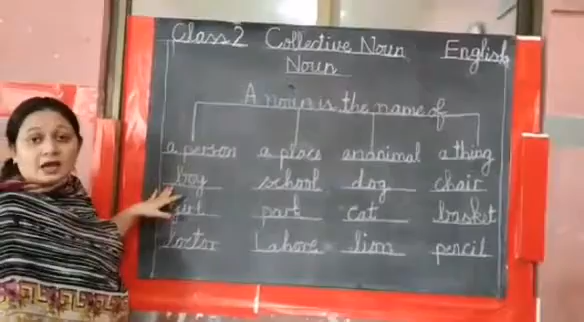 Class 2 Collective Noun English
Noun
A noun is the name of
a person a place an animal a thing
boy school dog chair
girl part cat basket
Doctor Lahore lion pencil